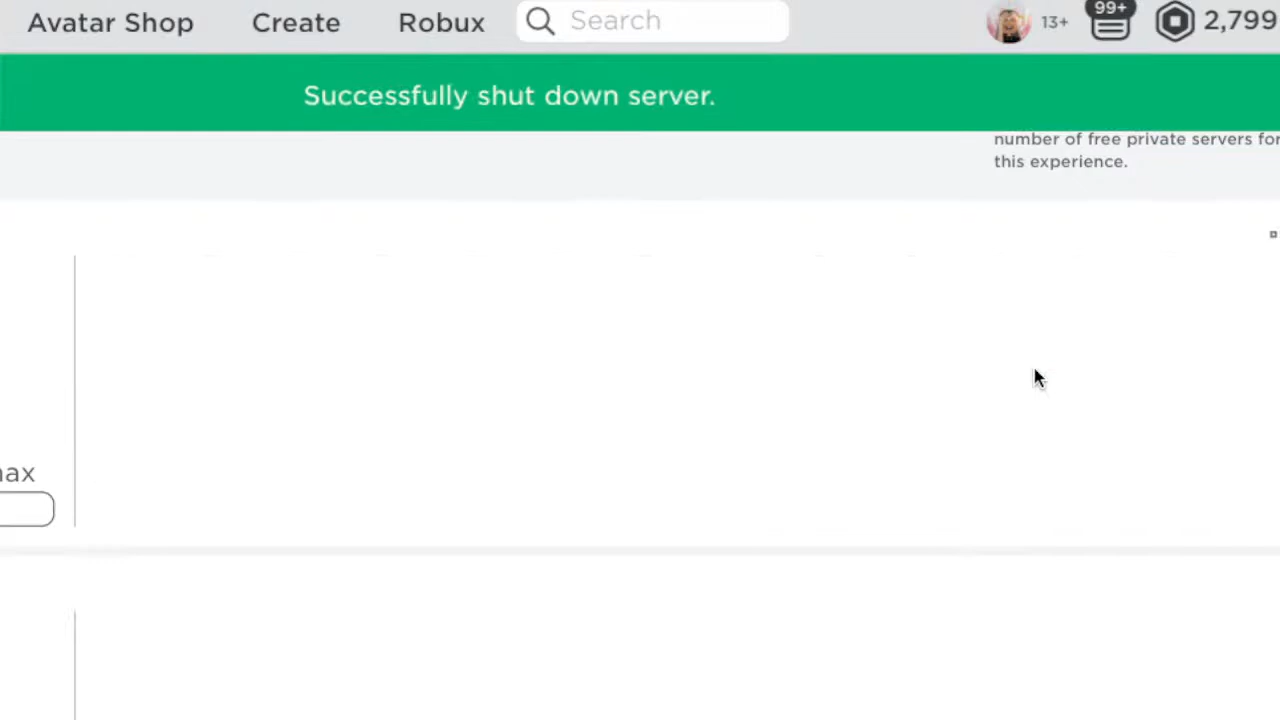 Avatar Shop Create Robux Search 13+ 99+ 2,799
Successfully shut down server.
number of free private servers for
this experience.